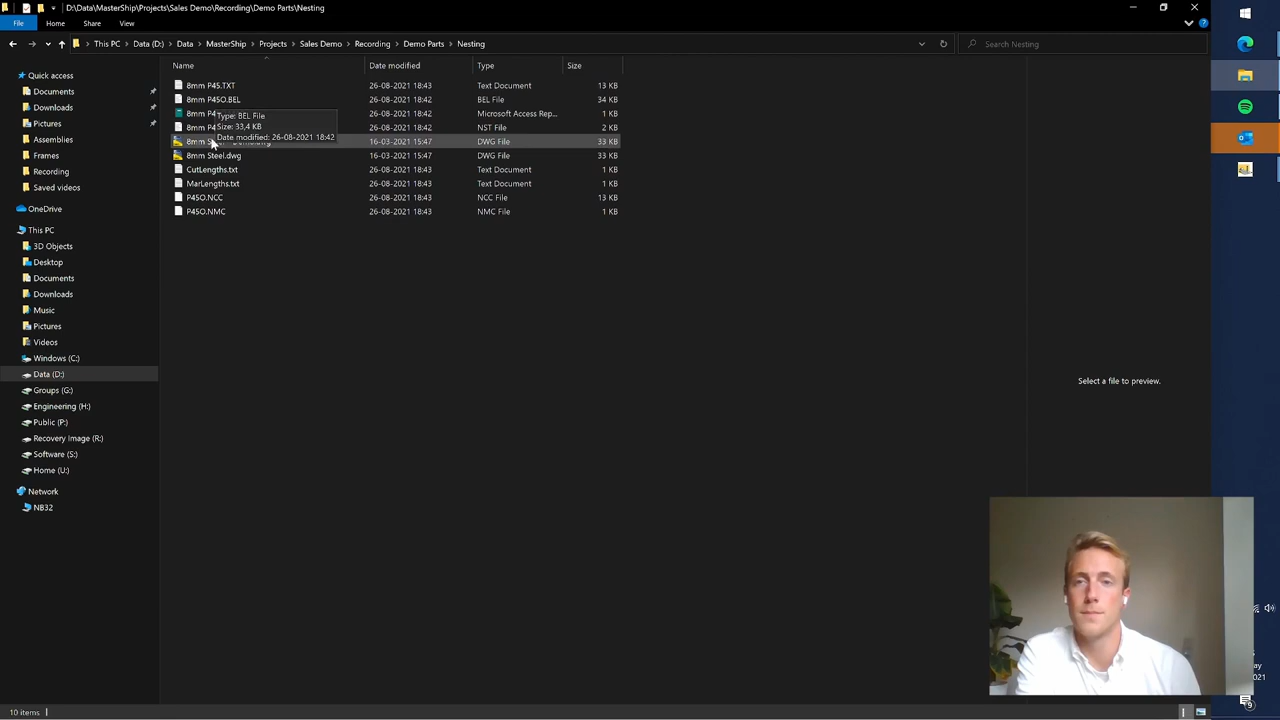 D:\Data\MasterShip\Projects\Sales Demo\Recording\Demo Parts\Nesting
File Home Share View
This PC Data (D:) Data MasterShip Projects Sales Demo Recording Demo Parts Nesting
Search Nesting
Name Date modified Type Size
8mm P45.TXT 26-08-2021 18:43 Text Document 13 KB
8mm P45O.BEL 26-08-2021 18:42 BEL File 34 KB
8mm P4 26-08-2021 18:43 Microsoft Access Rep... 1 KB
8mm P4 26-08-2021 18:42 NST File 1 KB
8mm 16-03-2021 15:47 DWG File 33 KB
8mm Steel.dwg 16-03-2021 15:47 DWG File 33 KB
CutLengths.txt 26-08-2021 18:43 Text Document 1 KB
MarLengths.txt 26-08-2021 18:43 Text Document 1 KB
P45O.NCC 26-08-2021 18:43 NCC File 13 KB
P45O.NMC 26-08-2021 18:43 NMC File 1 KB
Type: BEL File
Size: 33,4 KB
Date modified: 26-08-2021 18:42
Quick access
Documents
Downloads
Pictures
Assemblies
Frames
Recording
Saved videos
OneDrive
This PC
3D Objects
Desktop
Documents
Downloads
Music
Pictures
Videos
Windows (C:)
Data (D:)
Groups (G:)
Engineering (H:)
Public (P:)
Recovery Image (R:)
Software (S:)
Home (U:)
Network
NB32
Select a file to preview.
10 items